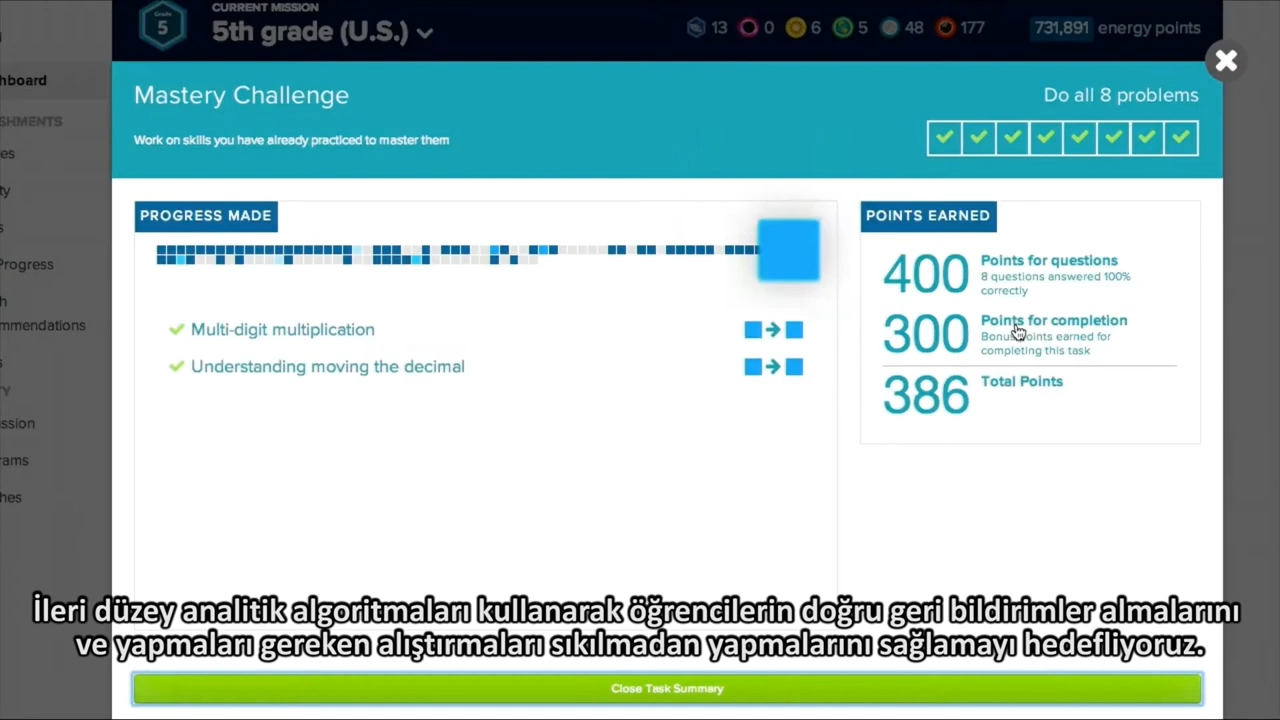 Grade
5
CURRENT MISSION
5th grade (U.S.)
13 0 6 5 48 177
731,891 energy points
hboard
SHMENTS
es
ty
s
Progress
h
mmendations
s
TY
ssion
rams
hes
Mastery Challenge
Do all 8 problems
Work on skills you have already practiced to master them
PROGRESS MADE
Multi-digit multiplication
Understanding moving the decimal
POINTS EARNED
400 Points for questions
8 questions answered 100%
correctly
300 Points for completion
Bonus points earned for
completing this task
386 Total Points
İleri düzey analitik algoritmaları kullanarak öğrencilerin doğru geri bildirimler almalarını
ve yapmaları gereken alıştırmaları sıkılmadan yapmalarını sağlamayı hedefliyoruz.
Close Task Summary